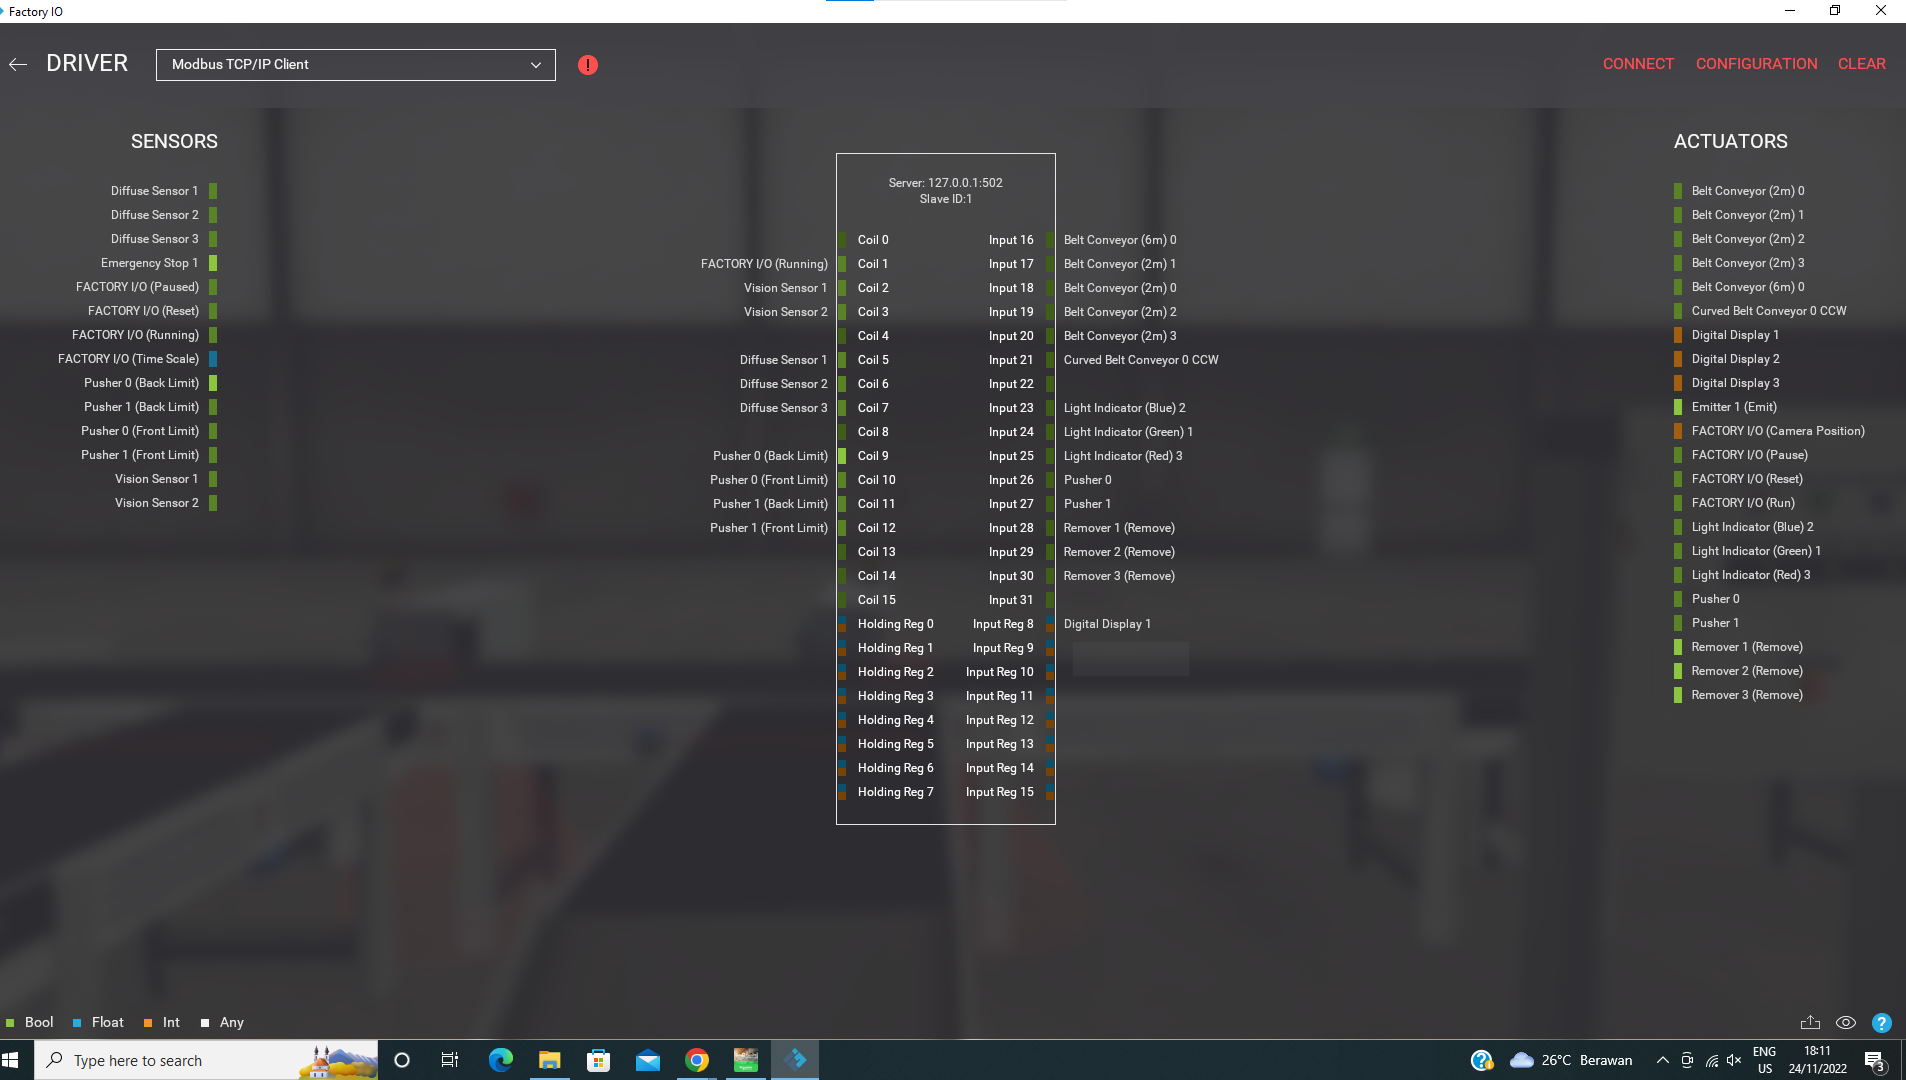 Factory IO
DRIVER
Modbus TCP/IP Client
CONNECT CONFIGURATION CLEAR
SENSORS
Diffuse Sensor 1
Diffuse Sensor 2
Diffuse Sensor 3
Emergency Stop 1
FACTORY I/O (Paused)
FACTORY I/O (Reset)
FACTORY I/O (Running)
FACTORY I/O (Time Scale)
Pusher 0 (Back Limit)
Pusher 1 (Back Limit)
Pusher 0 (Front Limit)
Pusher 1 (Front Limit)
Vision Sensor 1
Vision Sensor 2
Server: 127.0.0.1:502
Slave ID:1
Coil 0 Input 16 Belt Conveyor (6m) 0
FACTORY I/O (Running) Coil 1 Input 17 Belt Conveyor (2m) 1
Vision Sensor 1 Coil 2 Input 18 Belt Conveyor (2m) 0
Vision Sensor 2 Coil 3 Input 19 Belt Conveyor (2m) 2
Coil 4 Input 20 Belt Conveyor (2m) 3
Diffuse Sensor 1 Coil 5 Input 21 Curved Belt Conveyor 0 CCW
Diffuse Sensor 2 Coil 6 Input 22
Diffuse Sensor 3 Coil 7 Input 23 Light Indicator (Blue) 2
Coil 8 Input 24 Light Indicator (Green) 1
Pusher 0 (Back Limit) Coil 9 Input 25 Light Indicator (Red) 3
Pusher 0 (Front Limit) Coil 10 Input 26 Pusher 0
Pusher 1 (Back Limit) Coil 11 Input 27 Pusher 1
Pusher 1 (Front Limit) Coil 12 Input 28 Remover 1 (Remove)
Coil 13 Input 29 Remover 2 (Remove)
Coil 14 Input 30 Remover 3 (Remove)
Coil 15 Input 31
Holding Reg 0 Input Reg 8 Digital Display 1
Holding Reg 1 Input Reg 9
Holding Reg 2 Input Reg 10
Holding Reg 3 Input Reg 11
Holding Reg 4 Input Reg 12
Holding Reg 5 Input Reg 13
Holding Reg 6 Input Reg 14
Holding Reg 7 Input Reg 15
ACTUATORS
Belt Conveyor (2m) 0
Belt Conveyor (2m) 1
Belt Conveyor (2m) 2
Belt Conveyor (2m) 3
Belt Conveyor (6m) 0
Curved Belt Conveyor 0 CCW
Digital Display 1
Digital Display 2
Digital Display 3
Emitter 1 (Emit)
FACTORY I/O (Camera Position)
FACTORY I/O (Pause)
FACTORY I/O (Reset)
FACTORY I/O (Run)
Light Indicator (Blue) 2
Light Indicator (Green) 1
Light Indicator (Red) 3
Pusher 0
Pusher 1
Remover 1 (Remove)
Remover 2 (Remove)
Remover 3 (Remove)
Bool Float Int Any
Type here to search
26°C Berawan
ENG
US
18:11
24/11/2022
3